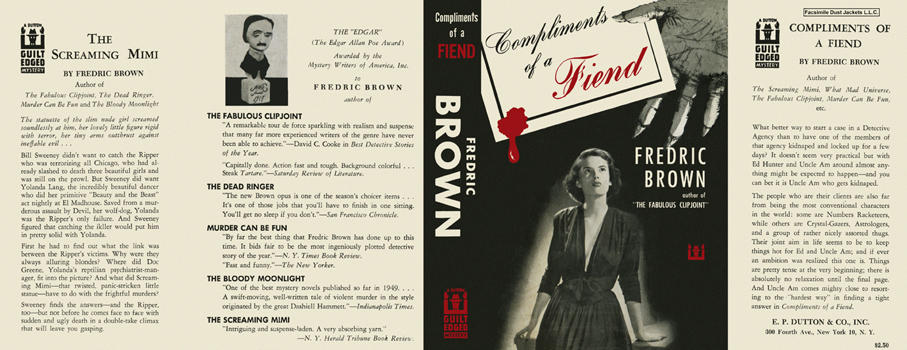 A DUTTON
GUILT
EDGED
MYSTERY
THE
SCREAMING MIMI
BY FREDRIC BROWN
Author of
The Fabulous Clipjoint, The Dead Ringer,
Murder Can Be Fun and The Bloody Moonlight
The statuette of the slim nude girl screamed
soundlessly at him, her lovely little figure rigid
with terror, her tiny arms outthrust against
ineffable evil . . .
Bill Sweeney didn't want to catch the Ripper
who was terrorizing all Chicago, who had al-
ready slashed to death three beautiful girls and
was still on the prowl. But Sweeney did want
Yolanda Lang, the incredibly beautiful dancer
who did her primitive "Beauty and the Beast"
act nightly at El Madhouse. Saved from a mur-
derous assault by Devil, her wolf-dog, Yolanda
was the Ripper's only failure. And Sweeney
figured that catching the killer would put him
in pretty solid with Yolanda.
First he had to find out what the link was
between the Ripper's victims. Why were they
always alluring blondes? Where did Doc
Greene, Yolanda's reptilian psychiatrist-man-
ager, fit into the picture? And what did Scream-
ing Mimi—that twisted, panic-stricken little
statue—have to do with the frightful murders?
Sweeney finds the answer—and the Ripper,
too—but not before he comes face to face with
sudden and ugly death in a double-take climax
that will leave you gasping.
THE "EDGAR"
(The Edgar Allan Poe Award)
Awarded by the
Mystery Writers of America, Inc.
to
FREDRIC BROWN
author of
THE FABULOUS CLIPJOINT
"A remarkable tour de force sparkling with realism and suspense
that many far more experienced writers of the genre have never
been able to achieve."—David C. Cooke in Best Detective Stories
of the Year.
"Capitally done. Action fast and tough. Background colorful . . .
Steak Tartare."—Saturday Review of Literature.
THE DEAD RINGER
"The new Brown opus is one of the season's choicer items . . .
It's one of those jobs that you'll have to finish in one sitting.
You'll get no sleep if you don't."—San Francisco Chronicle.
MURDER CAN BE FUN
"By far the best thing that Fredric Brown has done up to this
time. It bids fair to be the most ingeniously plotted detective
story of the year."—N. Y. Times Book Review.
"Fast and funny."—The New Yorker.
THE BLOODY MOONLIGHT
"One of the best mystery novels published so far in 1949. . . .
A swift-moving, well-written tale of violent murder in the style
originated by the great Dashiell Hammett."—Indianapolis Times.
THE SCREAMING MIMI
"Intriguing and suspense-laden. A very absorbing yarn."
—N. Y. Herald Tribune Book Review.
Compliments
of a
FIEND
FREDRIC
BROWN
A DUTTON
GUILT
EDGED
MYSTERY
Compliments
of a
Fiend
FREDRIC
BROWN
author of
"THE FABULOUS CLIPJOINT"
Facsimile Dust Jackets L.L.C.
A DUTTON
GUILT
EDGED
MYSTERY
COMPLIMENTS OF
A FIEND
BY FREDRIC BROWN
Author of
The Screaming Mimi, What Mad Universe,
The Fabulous Clipjoint, Murder Can Be Fun,
etc.
What better way to start a case in a Detective
Agency than to have one of the members of
that agency kidnapped and locked up for a few
days? It doesn't seem very practical but with
Ed Hunter and Uncle Am around almost any-
thing might be expected to happen—and you
can bet it is Uncle Am who gets kidnaped.
The people who are their clients are also far
from being the most conventional characters
in the world: some are Numbers Racketeers,
while others are Crystal-Gazers, Astrologers,
and a group of rather nicely assorted thugs.
Their joint aim in life seems to be to keep
things hot for Ed and Uncle Am; and if ever
an ambition was realized this one is. Things
are pretty tense at the very beginning; there is
absolutely no relaxation until the final page.
And Uncle Am comes mighty close to resort-
ing to the "hardest way" in finding a tight
answer in Compliments of a Fiend.
E. P. DUTTON & CO., INC.
300 Fourth Ave., New York 10, N. Y.
$2.50